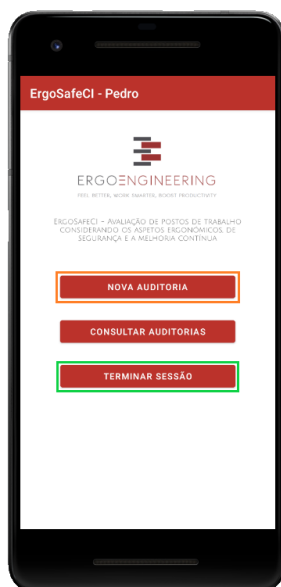 ErgoSafeCI - Pedro
ERGOENGINEERING
FEEL BETTER, WORK SMARTER, BOOST PRODUCTIVITY
ErgoSafeCI – Avaliação de postos de trabalho
considerando os aspetos ergonómicos, de
segurança e a melhoria contínua
NOVA AUDITORIA
CONSULTAR AUDITORIAS
TERMINAR SESSÃO